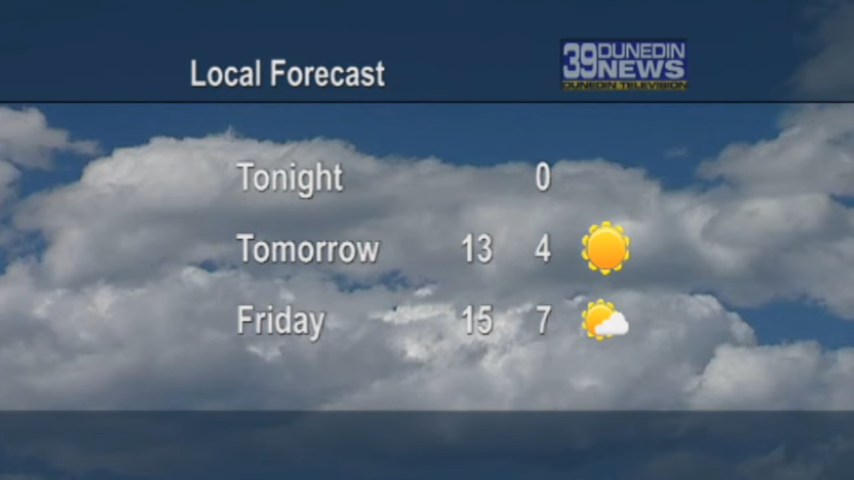 Local Forecast
39 DUNEDIN NEWS
DUNEDIN TELEVISION
Tonight 0
Tomorrow 13 4
Friday 15 7